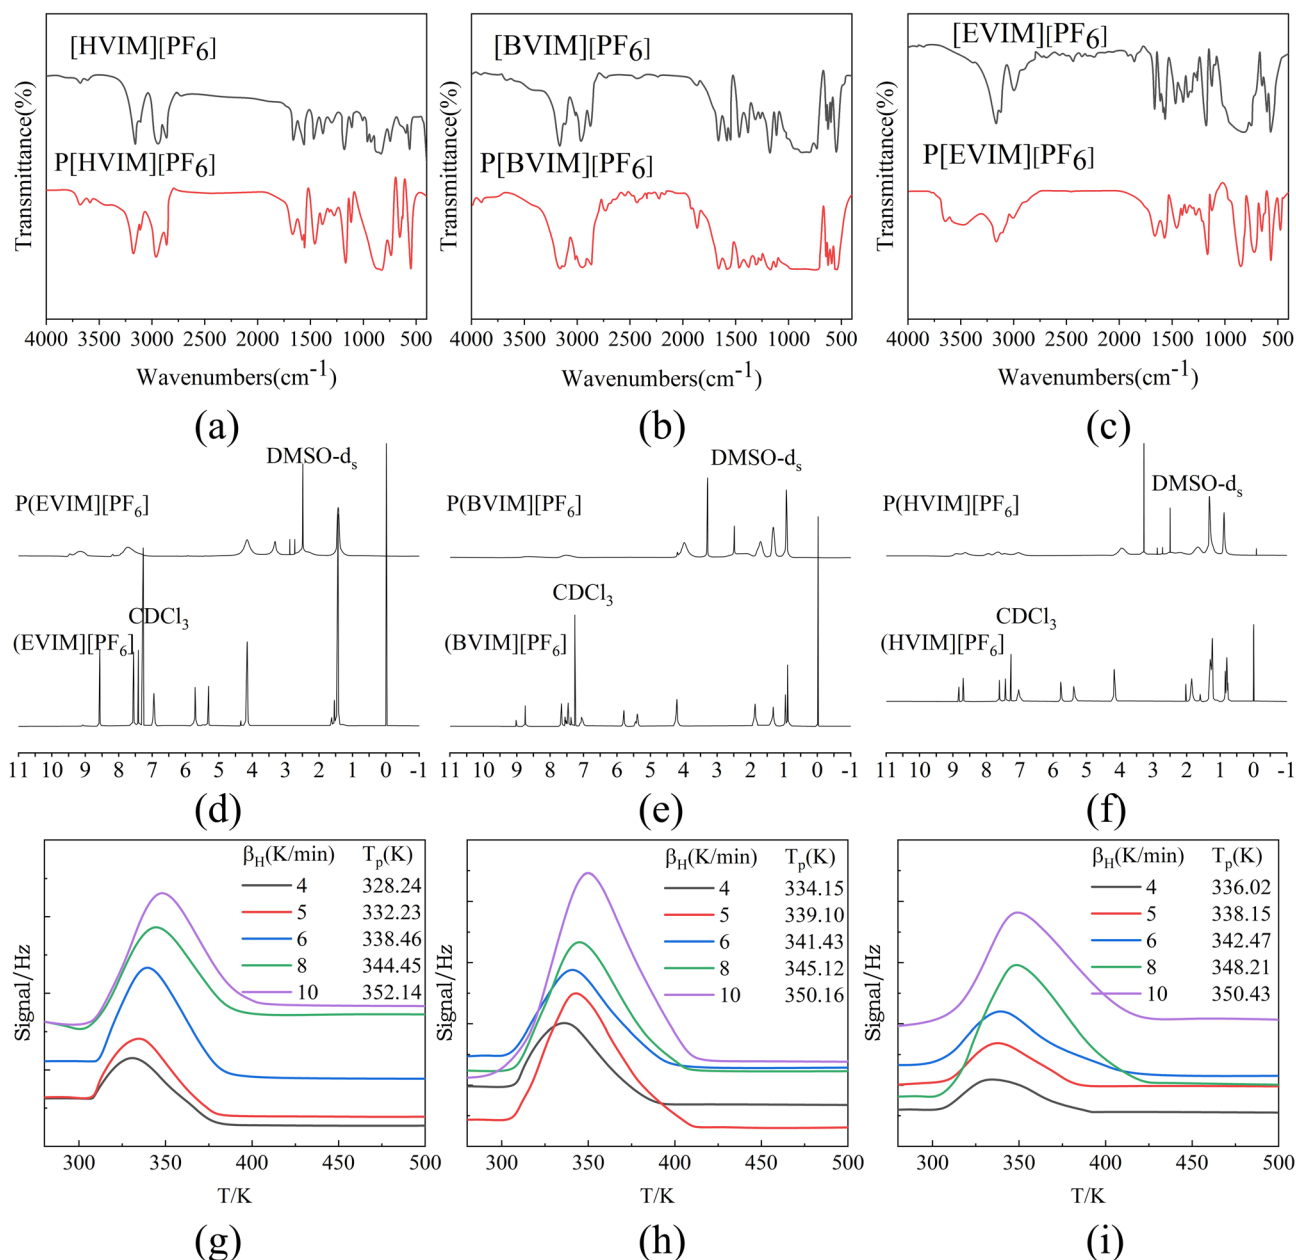 [HVIM][PF6]
P[HVIM][PF6]
Transmittance(%)
4000 3500 3000 2500 2000 1500 1000 500
Wavenumbers(cm-1)
(a)
[BVIM][PF6]
P[BVIM][PF6]
Transmittance(%)
4000 3500 3000 2500 2000 1500 1000 500
Wavenumbers(cm-1)
(b)
[EVIM][PF6]
P[EVIM][PF6]
Transmittance(%)
4000 3500 3000 2500 2000 1500 1000 500
Wavenumbers(cm-1)
(c)
DMSO-ds
P(EVIM][PF6]
CDCl3
(EVIM][PF6]
11 10 9 8 7 6 5 4 3 2 1 0 -1
(d)
DMSO-ds
P(BVIM][PF6]
CDCl3
(BVIM][PF6]
11 10 9 8 7 6 5 4 3 2 1 0 -1
(e)
DMSO-ds
P(HVIM][PF6]
CDCl3
(HVIM][PF6]
11 10 9 8 7 6 5 4 3 2 1 0 -1
(f)
βH(K/min) Tp(K)
4 328.24
5 332.23
6 338.46
8 344.45
10 352.14
Signal/Hz
300 350 400 450 500
T/K
(g)
βH(K/min) Tp(K)
4 334.15
5 339.10
6 341.43
8 345.12
10 350.16
Signal/Hz
300 350 400 450 500
T/K
(h)
βH(K/min) Tp(K)
4 336.02
5 338.15
6 342.47
8 348.21
10 350.43
Signal/Hz
300 350 400 450 500
T/K
(i)